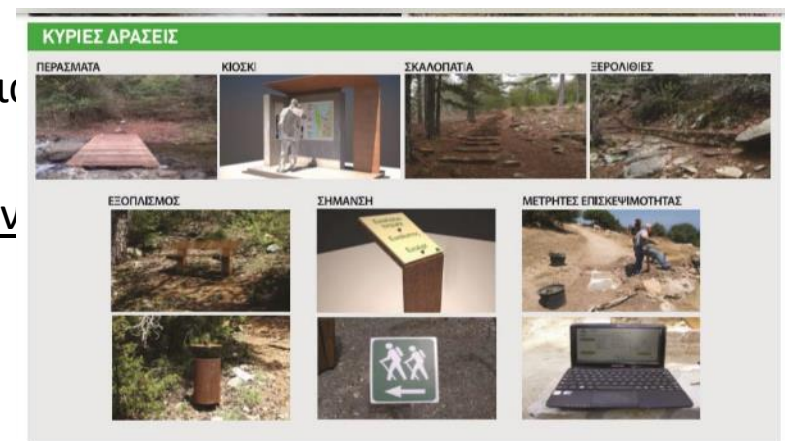 ΚΥΡΙΕΣ ΔΡΑΣΕΙΣ
ΠΕΡΑΣΜΑΤΑ
ΚΙΟΣΚΙ
ΣΚΑΛΟΠΑΤΙΑ
ΞΕΡΟΛΙΘΙΕΣ
ΕΞΟΠΛΙΣΜΟΣ
ΣΗΜΑΝΣΗ
ΜΕΤΡΗΤΕΣ ΕΠΙΣΚΕΨΙΜΟΤΗΤΑΣ